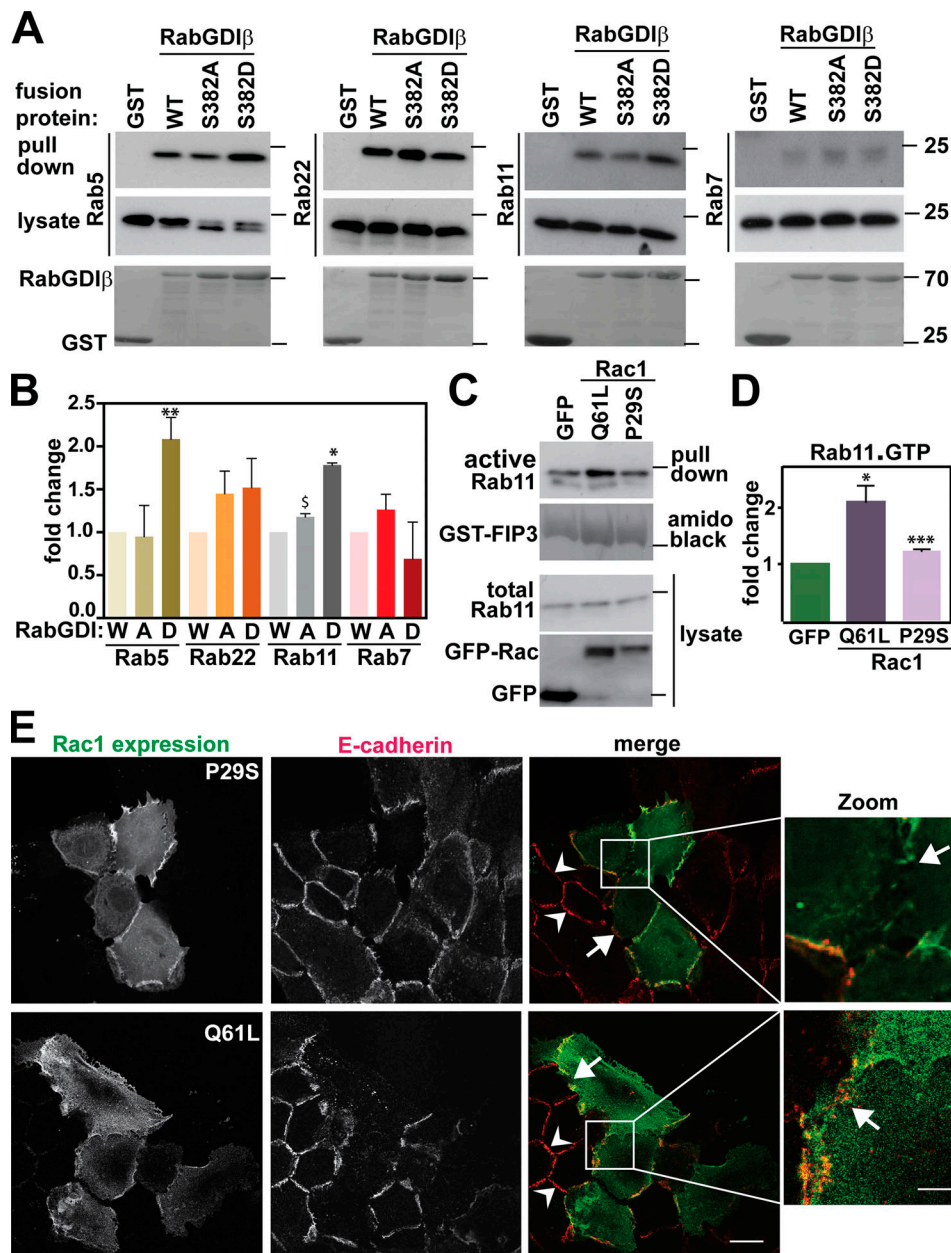 A
RabGDIβ RabGDIβ RabGDIβ RabGDIβ
fusion protein:
GST WT S382A S382D GST WT S382A S382D GST WT S382A S382D GST WT S382A S382D
pull down
Rab5 Rab22 Rab11 Rab7
25
lysate
25
RabGDIβ
70
GST
25
B
fold change
2.5
2.0
1.5
1.0
0.5
0.0
** $ *
RabGDI: W A D W A D W A D W A D
Rab5 Rab22 Rab11 Rab7
C
Rac1
GFP Q61L P29S
active Rab11
pull down
GST-FIP3
amido black
total Rab11
GFP-Rac
GFP
lysate
D
Rab11.GTP
fold change
2
1
* ***
GFP Q61L P29S
Rac1
E
Rac1 expression E-cadherin merge
P29S
Zoom
Q61L